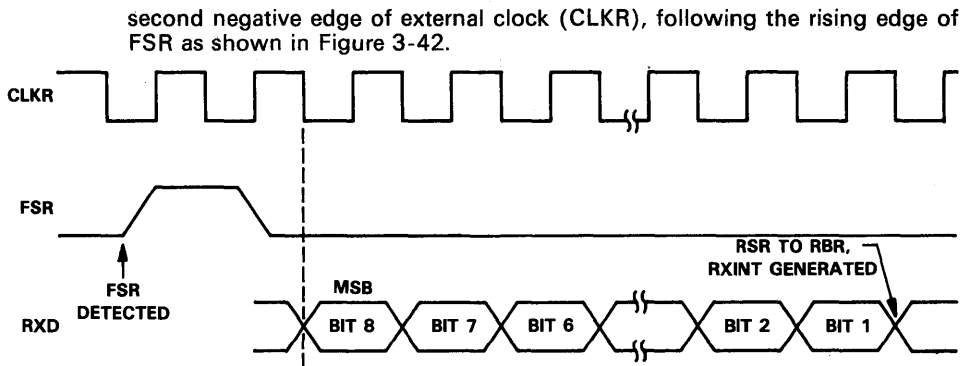 second negative edge of external clock (CLKR), following the rising edge of
FSR as shown in Figure 3-42.
CLKR
FSR
FSR
DETECTED
RSR TO RBR,
RXINT GENERATED
MSB
RXD
BIT 8
BIT 7
BIT 6
BIT 2
BIT 1